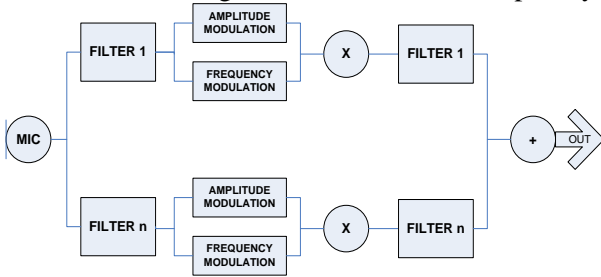 AMPLITUDE
MODULATION
FILTER 1
X
FILTER 1
FREQUENCY
MODULATION
MIC
+
OUT
AMPLITUDE
MODULATION
FILTER n
X
FILTER n
FREQUENCY
MODULATION